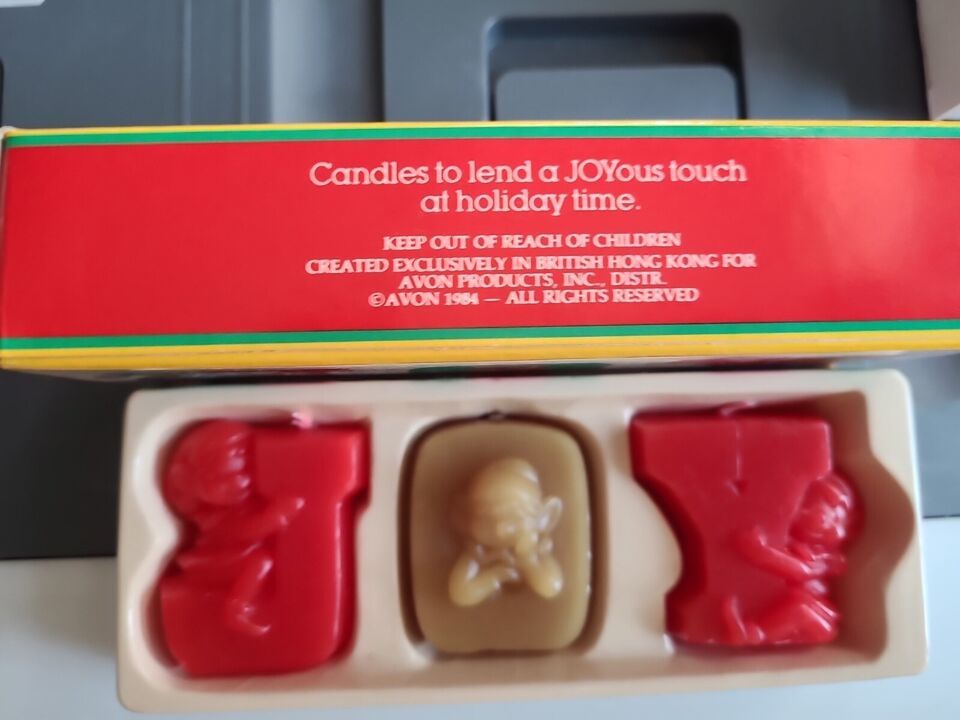 Candles to lend a JOYous touch
at holiday time.
KEEP OUT OF REACH OF CHILDREN
CREATED EXCLUSIVELY IN BRITISH HONG KONG FOR
AVON PRODUCTS, INC., DISTR.
©AVON 1984 — ALL RIGHTS RESERVED